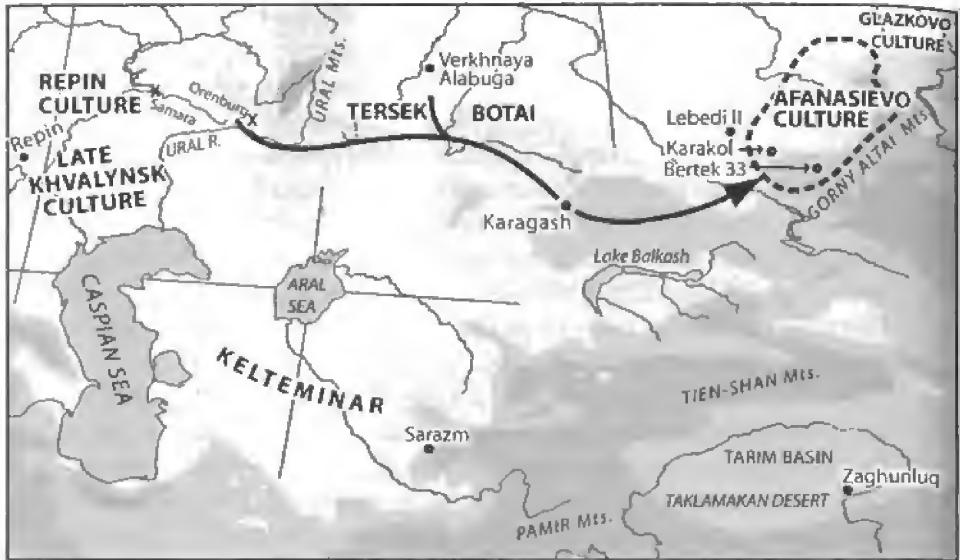 GLAZKOVO
CULTURE
Verkhnaya
Alabuga
URAL Mts.
REPIN
CULTURE
Orenburg
Samara
TERSEK
BOTAI
Lebedi II
AFANASIEVO
CULTURE
Repin
LATE
KHVALYNSK
CULTURE
URAL R.
Karakol
Bertek 33
GORNY ALTAI Mts.
Karagash
Lake Balkash
ARAL
SEA
CASPIAN SEA
KELTEMINAR
TIEN-SHAN Mts.
Sarazm
TARIM BASIN
Zaghunluq
TAKLAMAKAN DESERT
PAMIR Mts.